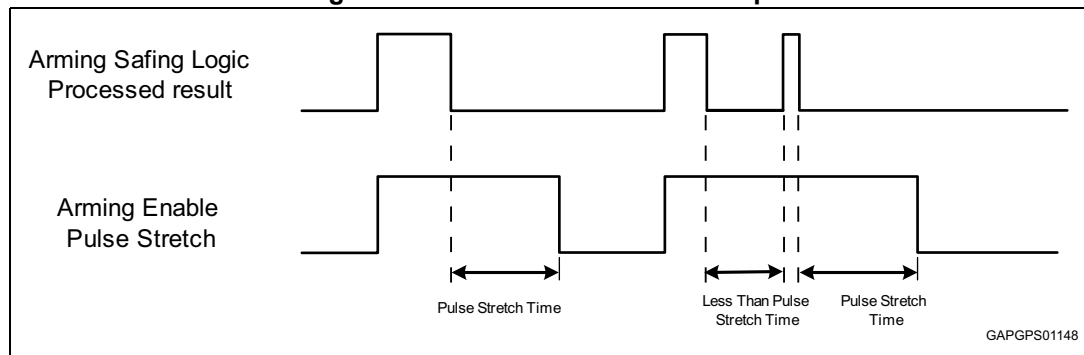 Arming Safing Logic
Processed result
Arming Enable
Pulse Stretch
Pulse Stretch Time
Less Than Pulse
Stretch Time
Pulse Stretch
Time
GAPGPS01148